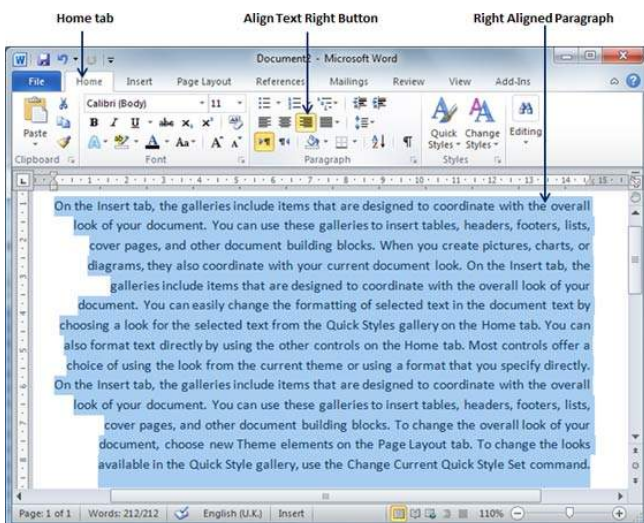 Home tab Align Text Right Button Right Aligned Paragraph
Document2 - Microsoft Word
File Home Insert Page Layout References Mailings Review View Add-Ins
Calibri (Body) 11
Paste B I U abc x, x² Quick Styles Change Styles Editing
Aa A A
Clipboard Font Paragraph Styles
On the Insert tab, the galleries include items that are designed to coordinate with the overall
look of your document. You can use these galleries to insert tables, headers, footers, lists,
cover pages, and other document building blocks. When you create pictures, charts, or
diagrams, they also coordinate with your current document look. On the Insert tab, the
galleries include items that are designed to coordinate with the overall look of your
document. You can easily change the formatting of selected text in the document text by
choosing a look for the selected text from the Quick Styles gallery on the Home tab. You can
also format text directly by using the other controls on the Home tab. Most controls offer a
choice of using the look from the current theme or using a format that you specify directly.
On the Insert tab, the galleries include items that are designed to coordinate with the overall
look of your document. You can use these galleries to insert tables, headers, footers, lists,
cover pages, and other document building blocks. To change the overall look of your
document, choose new Theme elements on the Page Layout tab. To change the looks
available in the Quick Style gallery, use the Change Current Quick Style Set command.
Page: 1 of 1 Words: 212/212 English (U.K.) Insert 110%